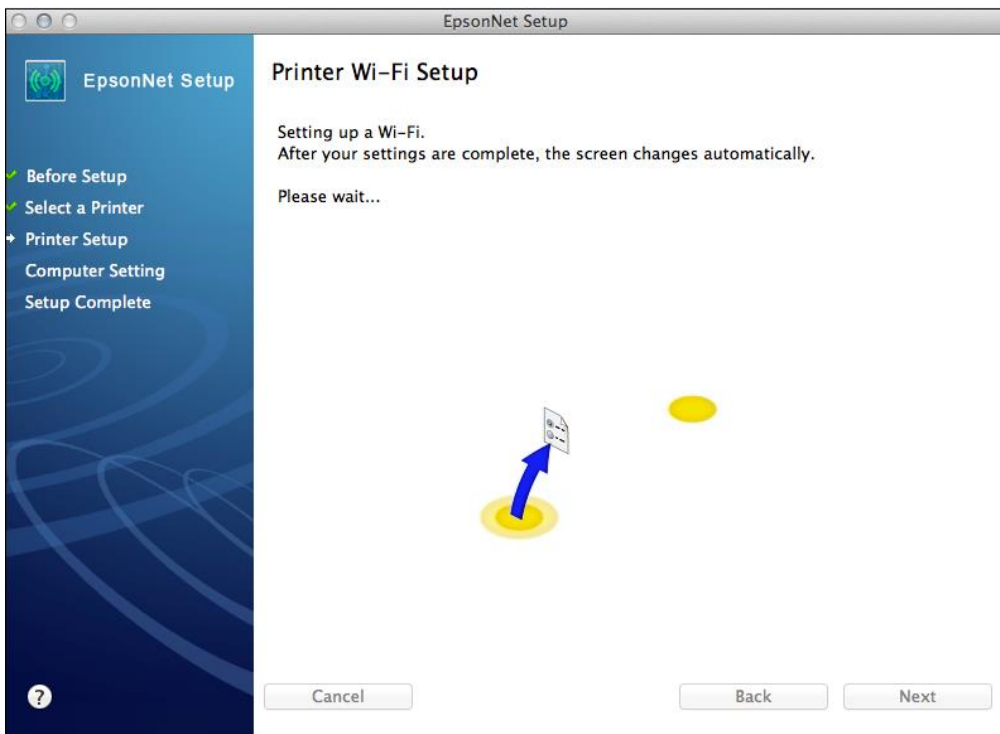 EpsonNet Setup
EpsonNet Setup
Before Setup
Select a Printer
Printer Setup
Computer Setting
Setup Complete
?
Printer Wi-Fi Setup
Setting up a Wi-Fi.
After your settings are complete, the screen changes automatically.
Please wait...
Cancel
Back
Next